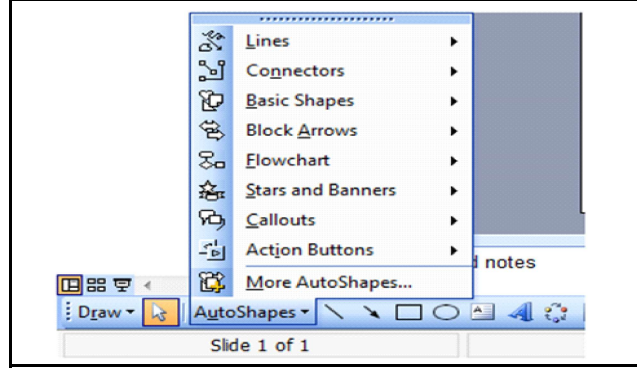 Lines
Connectors
Basic Shapes
Block Arrows
Flowchart
Stars and Banners
Callouts
Action Buttons
More AutoShapes...
notes
Draw AutoShapes
Slide 1 of 1